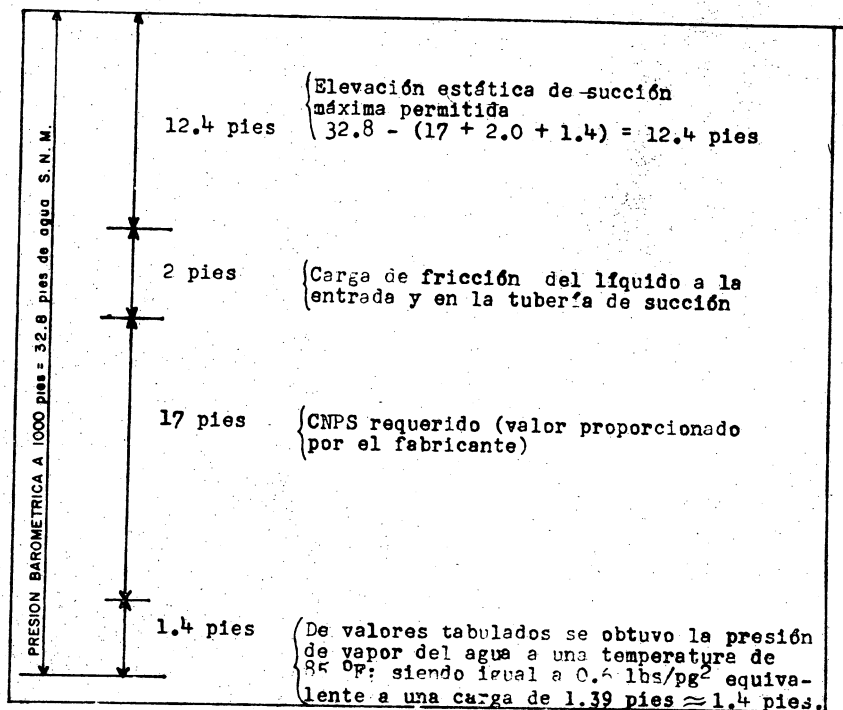 PRESION BAROMETRICA A 1000 pies = 32.8 pies de agua S.N.M.
12.4 pies
Elevación estática de succión
máxima permitida
32.8 - (17 + 2.0 + 1.4) = 12.4 pies
2 pies
Carga de fricción del líquido a la
entrada y en la tubería de succión
17 pies
CNPS requerido (valor proporcionado
por el fabricante)
1.4 pies
De valores tabulados se obtuvo la presión
de vapor del agua a una temperatura de
85 ºF: siendo igual a 0.6 lbs/pg² equiva-
lente a una carga de 1.39 pies ≈ 1.4 pies.